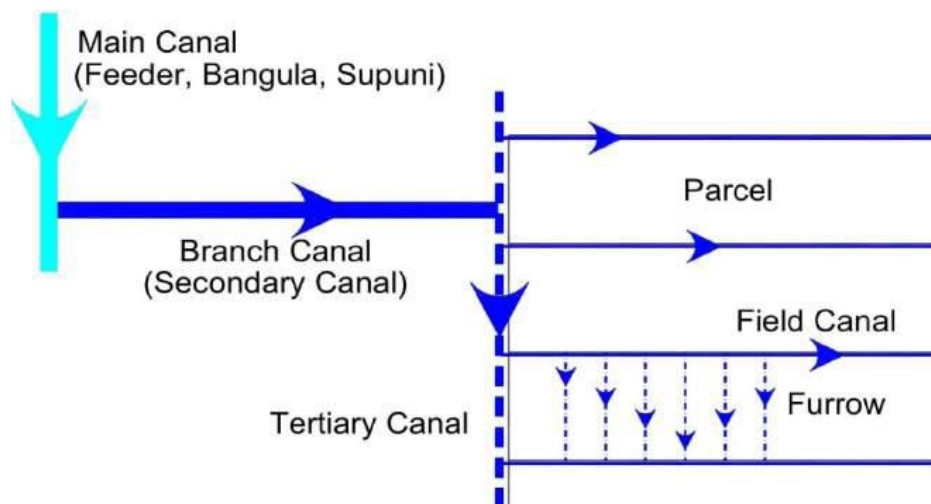 Main Canal
(Feeder, Bangula, Supuni)
Parcel
Branch Canal
(Secondary Canal)
Field Canal
Furrow
Tertiary Canal